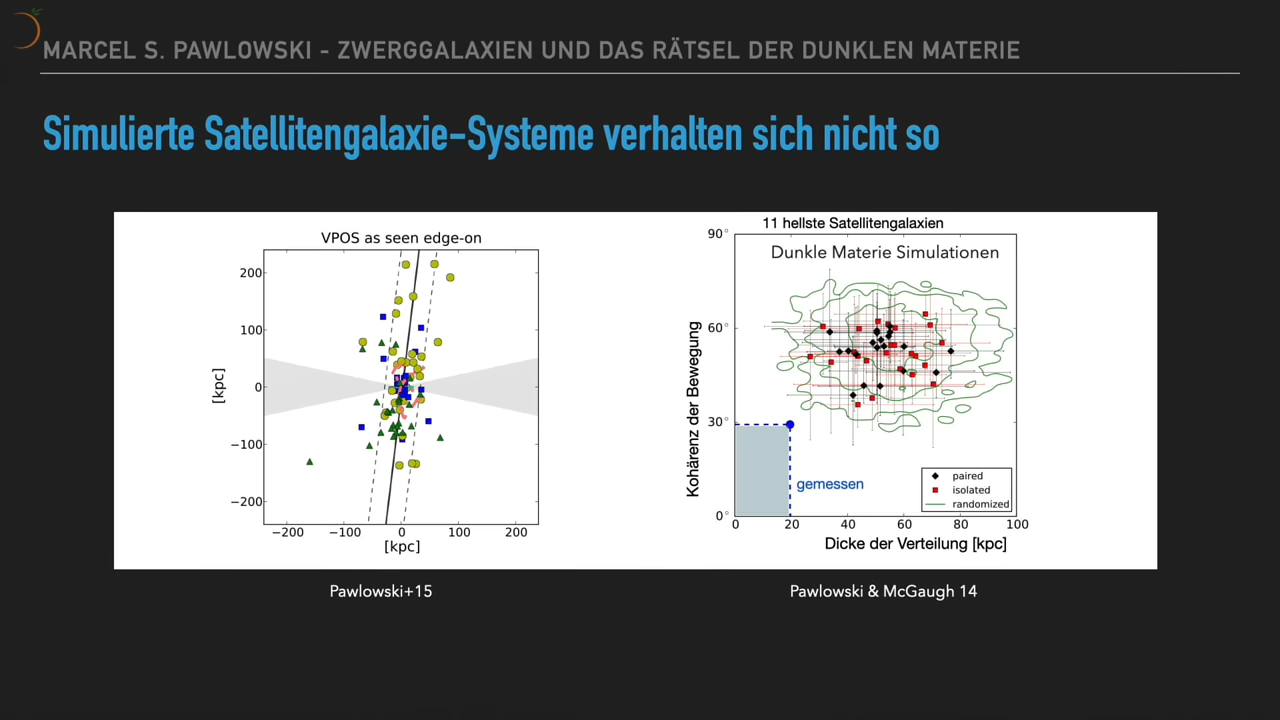 MARCEL S. PAWLOWSKI - ZWERGGALAXIEN UND DAS RÄTSEL DER DUNKLEN MATERIE
Simulierte Satellitengalaxie-Systeme verhalten sich nicht so
VPOS as seen edge-on
200
100
0
−100
−200
[kpc]
−200 −100 0 100 200
[kpc]
Pawlowski+15
11 hellste Satellitengalaxien
Dunkle Materie Simulationen
90°
60°
30°
0°
Kohärenz der Bewegung
gemessen
paired
isolated
randomized
0 20 40 60 80 100
Dicke der Verteilung [kpc]
Pawlowski & McGaugh 14